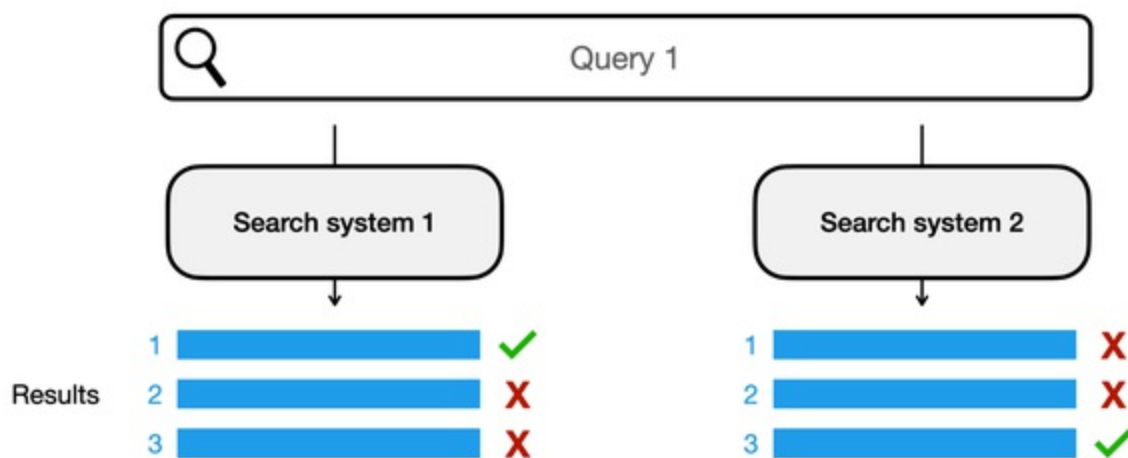 Query 1
Search system 1 Search system 2
1 1
Results 2 2
3 3